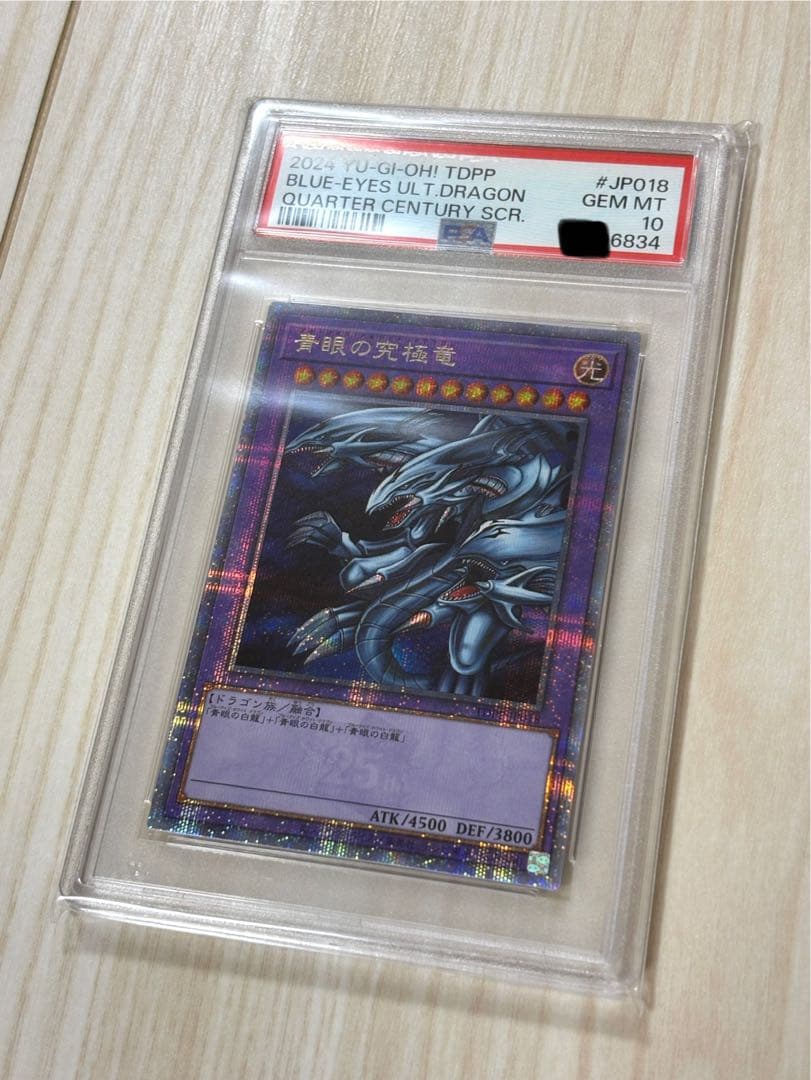 2024 YU-GI-OH! TDPP #JP018
BLUE-EYES ULT.DRAGON GEM MT
QUARTER CENTURY SCR. 10
PSA 6834
青眼の究極竜
光
【ドラゴン族/融合】
「青眼の白龍」+「青眼の白龍」+「青眼の白龍」
25th
ATK/4500 DEF/3800